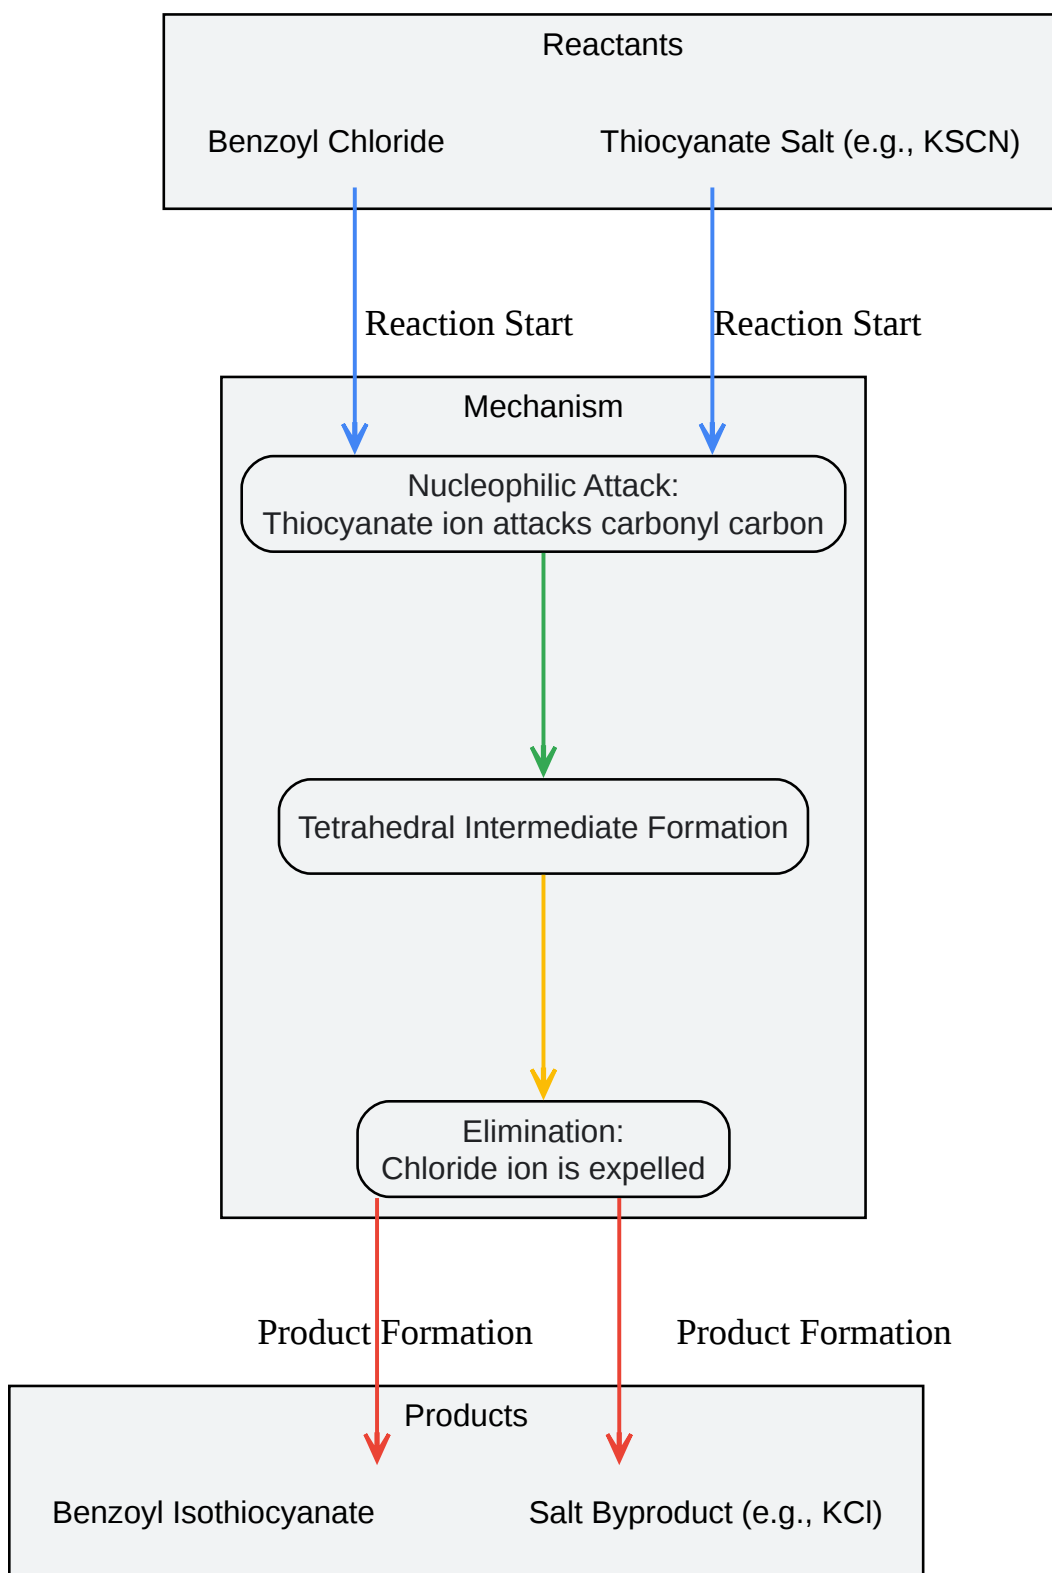 Reactants
Benzoyl Chloride
Thiocyanate Salt (e.g., KSCN)
Reaction Start
Reaction Start
Mechanism
Nucleophilic Attack:
Thiocyanate ion attacks carbonyl carbon
Tetrahedral Intermediate Formation
Elimination:
Chloride ion is expelled
Product Formation
Product Formation
Products
Benzoyl Isothiocyanate
Salt Byproduct (e.g., KCl)